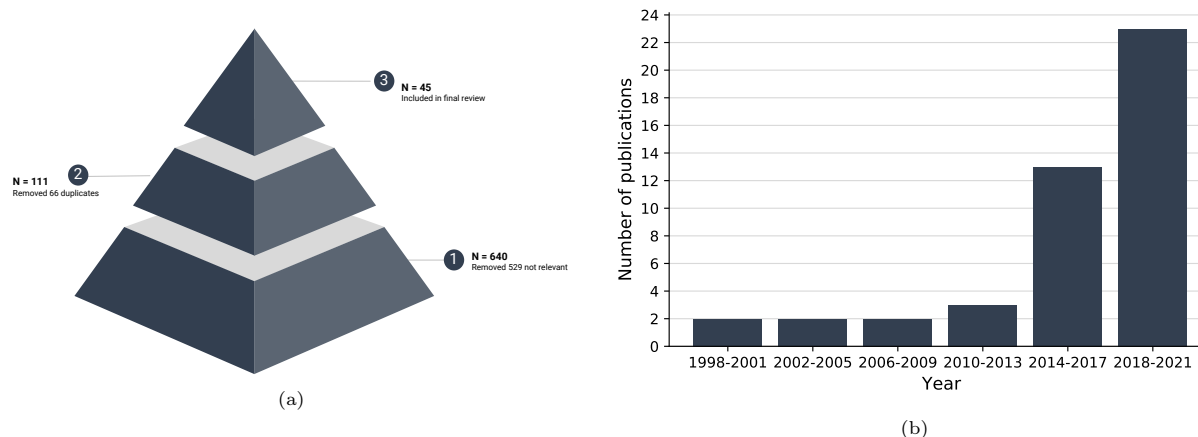 3
N = 45
Included in final review
2
N = 111
Removed 66 duplicates
1
N = 640
Removed 529 not relevant
(a)
24
22
20
18
16
14
12
10
8
6
4
2
0
Number of publications
1998-2001 2002-2005 2006-2009 2010-2013 2014-2017 2018-2021
Year
(b)